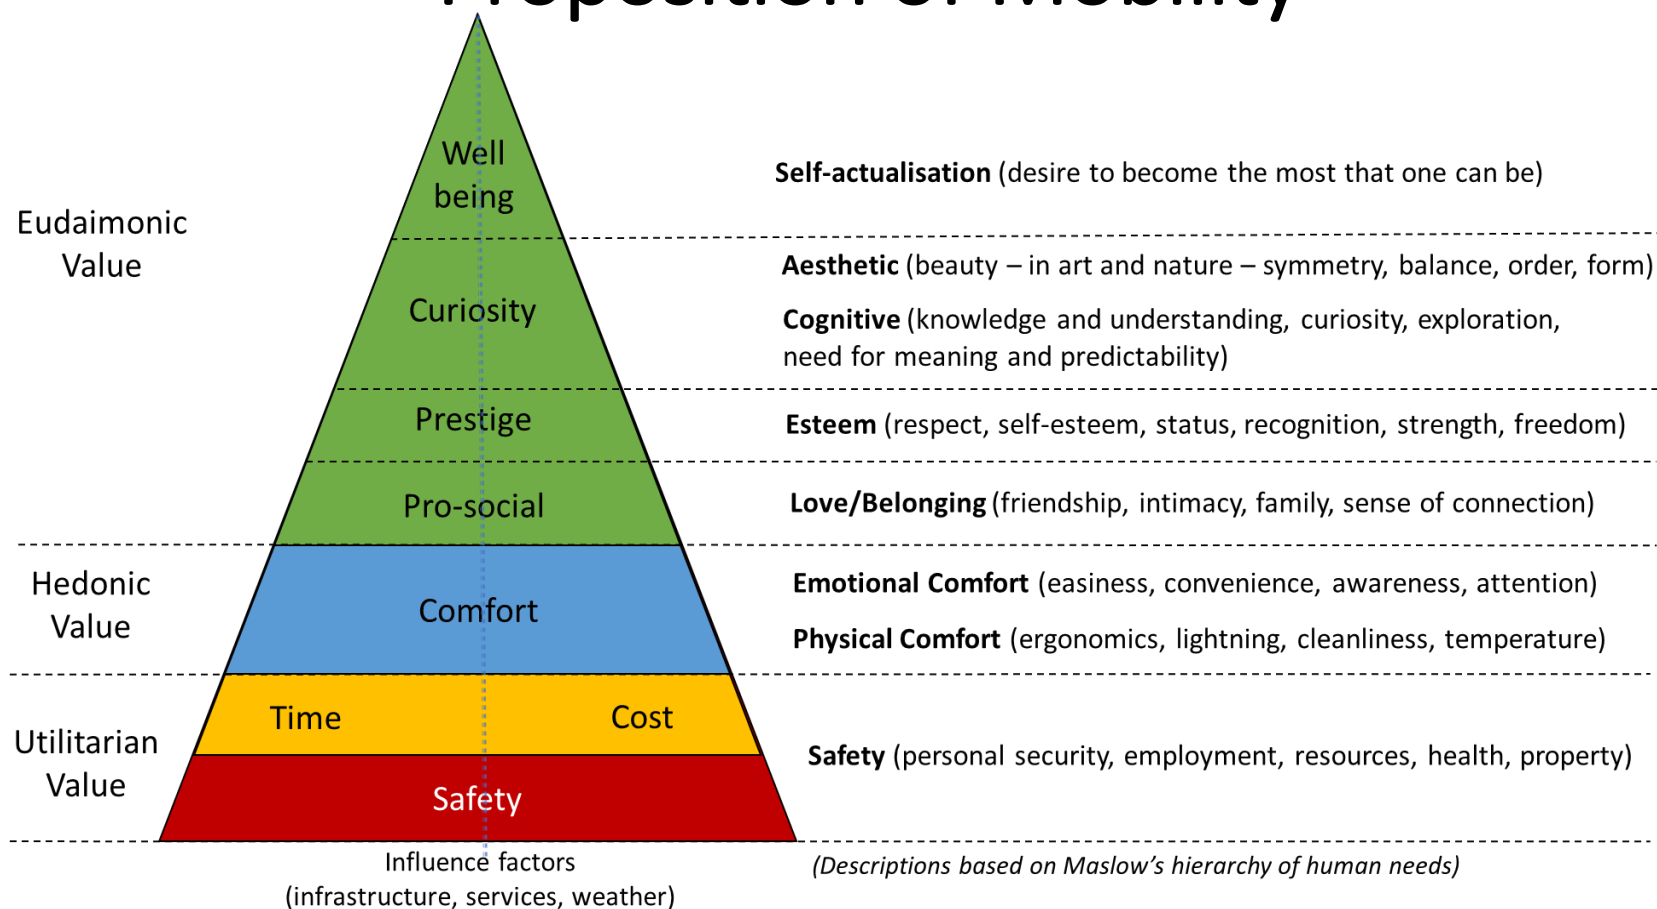 Proposition of Mobility
Well
being
Self-actualisation (desire to become the most that one can be)
Eudaimonic
Value
Aesthetic (beauty – in art and nature – symmetry, balance, order, form)
Curiosity
Cognitive (knowledge and understanding, curiosity, exploration,
need for meaning and predictability)
Prestige
Esteem (respect, self-esteem, status, recognition, strength, freedom)
Pro-social
Love/Belonging (friendship, intimacy, family, sense of connection)
Hedonic
Value
Comfort
Emotional Comfort (easiness, convenience, awareness, attention)
Physical Comfort (ergonomics, lightning, cleanliness, temperature)
Time
Cost
Utilitarian
Value
Safety (personal security, employment, resources, health, property)
Safety
Influence factors
(infrastructure, services, weather)
(Descriptions based on Maslow’s hierarchy of human needs)